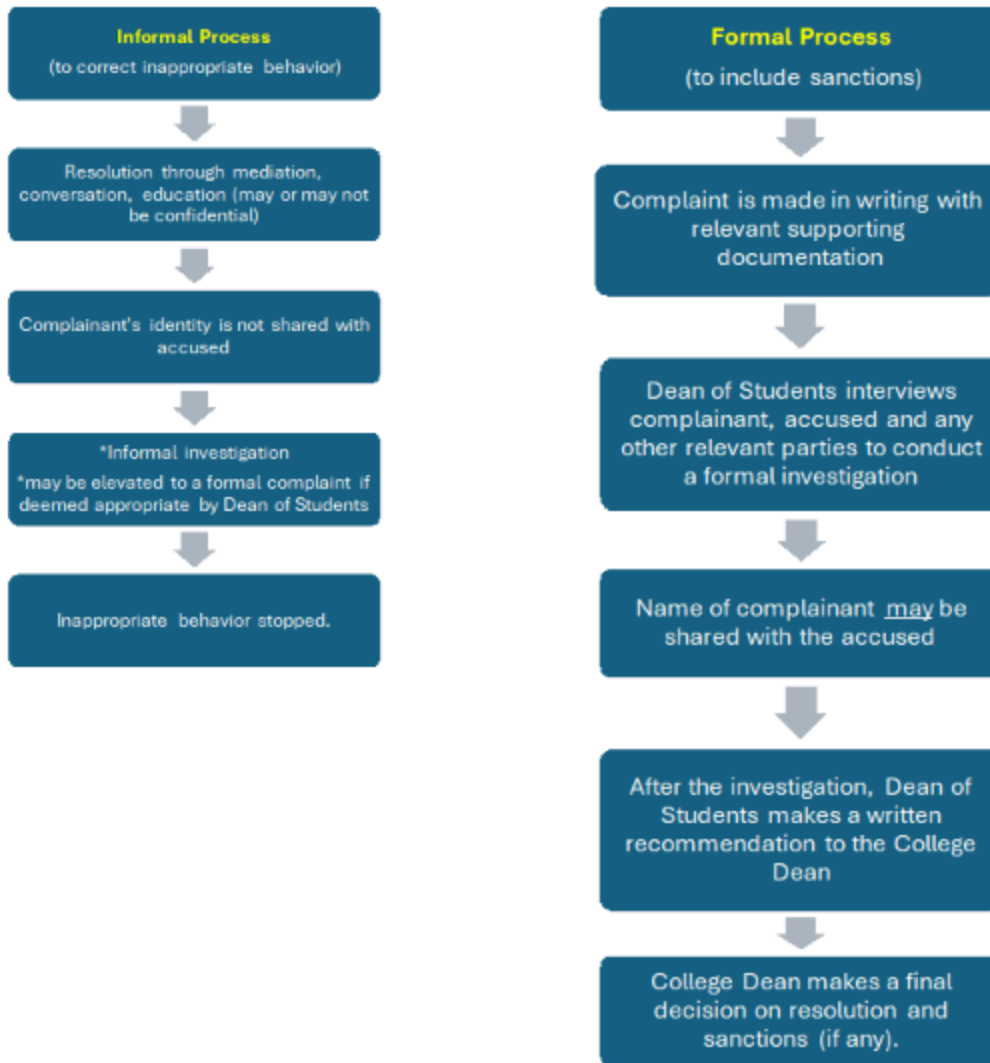 Informal Process
(to correct inappropriate behavior)
Resolution through mediation,
conversation, education (may or may not
be confidential)
Complainant's identity is not shared with
accused
*Informal investigation
*may be elevated to a formal complaint if
deemed appropriate by Dean of Students
Inappropriate behavior stopped.
Formal Process
(to include sanctions)
Complaint is made in writing with
relevant supporting
documentation
Dean of Students interviews
complainant, accused and any
other relevant parties to conduct
a formal investigation
Name of complainant may be
shared with the accused
After the investigation, Dean of
Students makes a written
recommendation to the College
Dean
College Dean makes a final
decision on resolution and
sanctions (if any).